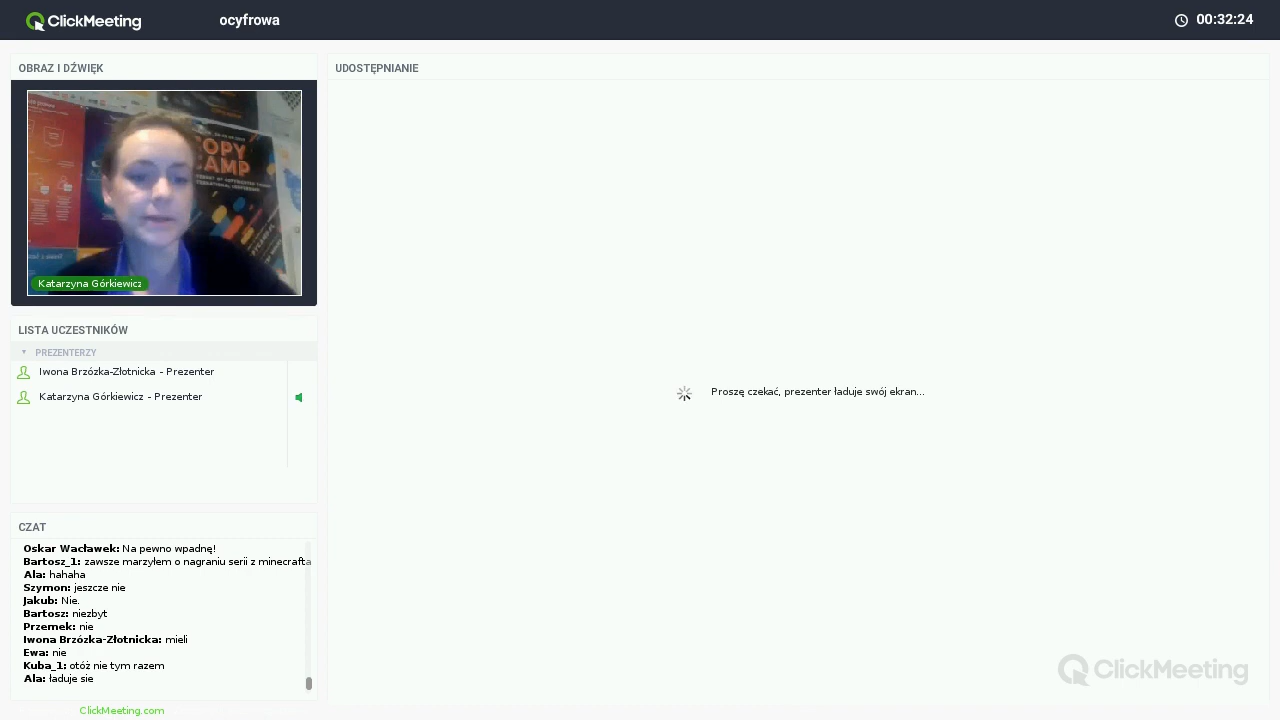 ClickMeeting
ocyfrowa
00:32:24
OBRAZ I DŹWIĘK
OPY
AMP
Katarzyna Górkiewicz
LISTA UCZESTNIKÓW
PREZENTERZY
Iwona Brzózka-Złotnicka - Prezenter
Katarzyna Górkiewicz - Prezenter
CZAT
Oskar Wacławek: Na pewno wpadnę!
Bartosz_1: zawsze marzyłem o nagraniu serii z minecrafta
Ala: hahaha
Szymon: jeszcze nie
Jakub: Nie.
Bartosz: niezbyt
Przemek: nie
Iwona Brzózka-Złotnicka: mieli
Ewa: nie
Kuba_1: otóż nie tym razem
Ala: ładuje sie
ClickMeeting.com
UDOSTĘPNIANIE
Proszę czekać, prezenter ładuje swój ekran...
ClickMeeting